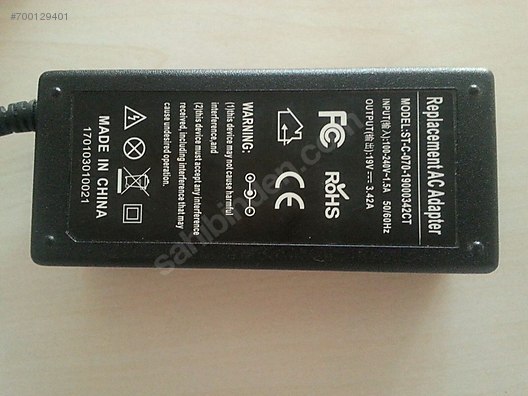 #700129401
Replacement AC Adapter
MODEL:ST-C-070-19000342CT
INPUT(输入):100-240V~1.5A 50/60Hz
OUTPUT(输出):19V 3.42A
FC RoHS
CE
WARNING:
(1)this device may not cause harmful
interference,and
(2)this device must accept any interference
received, including interference that may
cause undesired operation.
MADE IN CHINA
170103010021
sahibinden.com